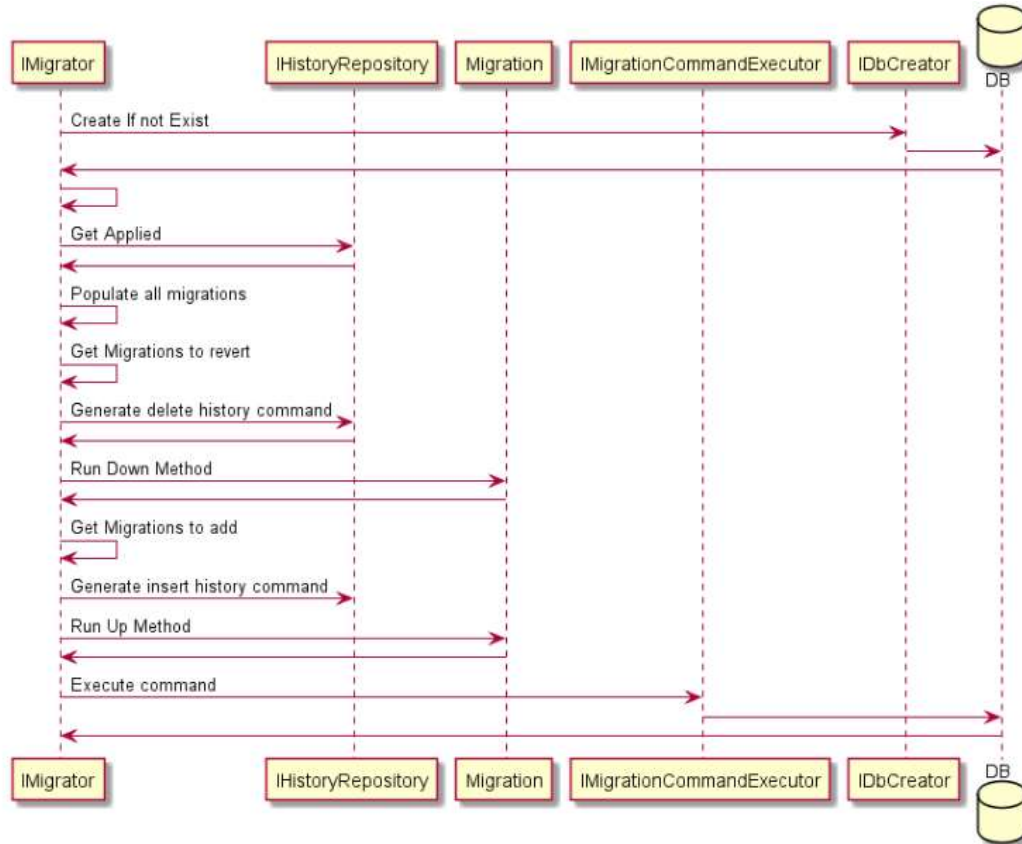 DB
IMigrator
IHistoryRepository
Migration
IMigrationCommandExecutor
IDbCreator
Create If not Exist
Get Applied
Populate all migrations
Get Migrations to revert
Generate delete history command
Run Down Method
Get Migrations to add
Generate insert history command
Run Up Method
Execute command
IMigrator
IHistoryRepository
Migration
IMigrationCommandExecutor
IDbCreator
DB